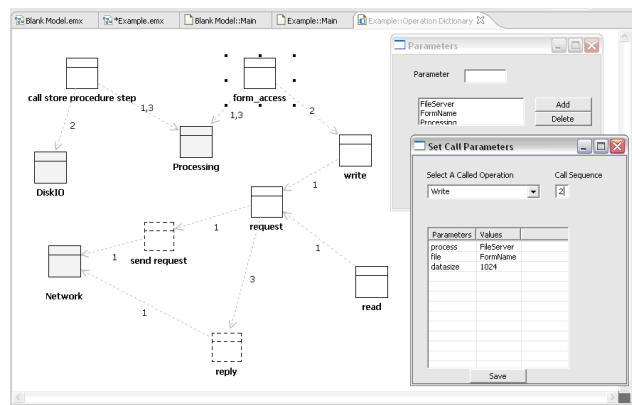 Blank Model.emx
*Example.emx
Blank Model::Main
Example::Main
Example::Operation Dictionary
call store procedure step
form_access
1,3
1,3
2
2
DiskIO
Processing
write
1
request
1
send request
1
1
Network
3
read
1
reply
Parameters
Parameter
FileServer
FormName
Processing
Add
Delete
Set Call Parameters
Select A Called Operation
Call Sequence
Write
2
Parameters Values
process FileServer
file FormName
datasize 1024
Save